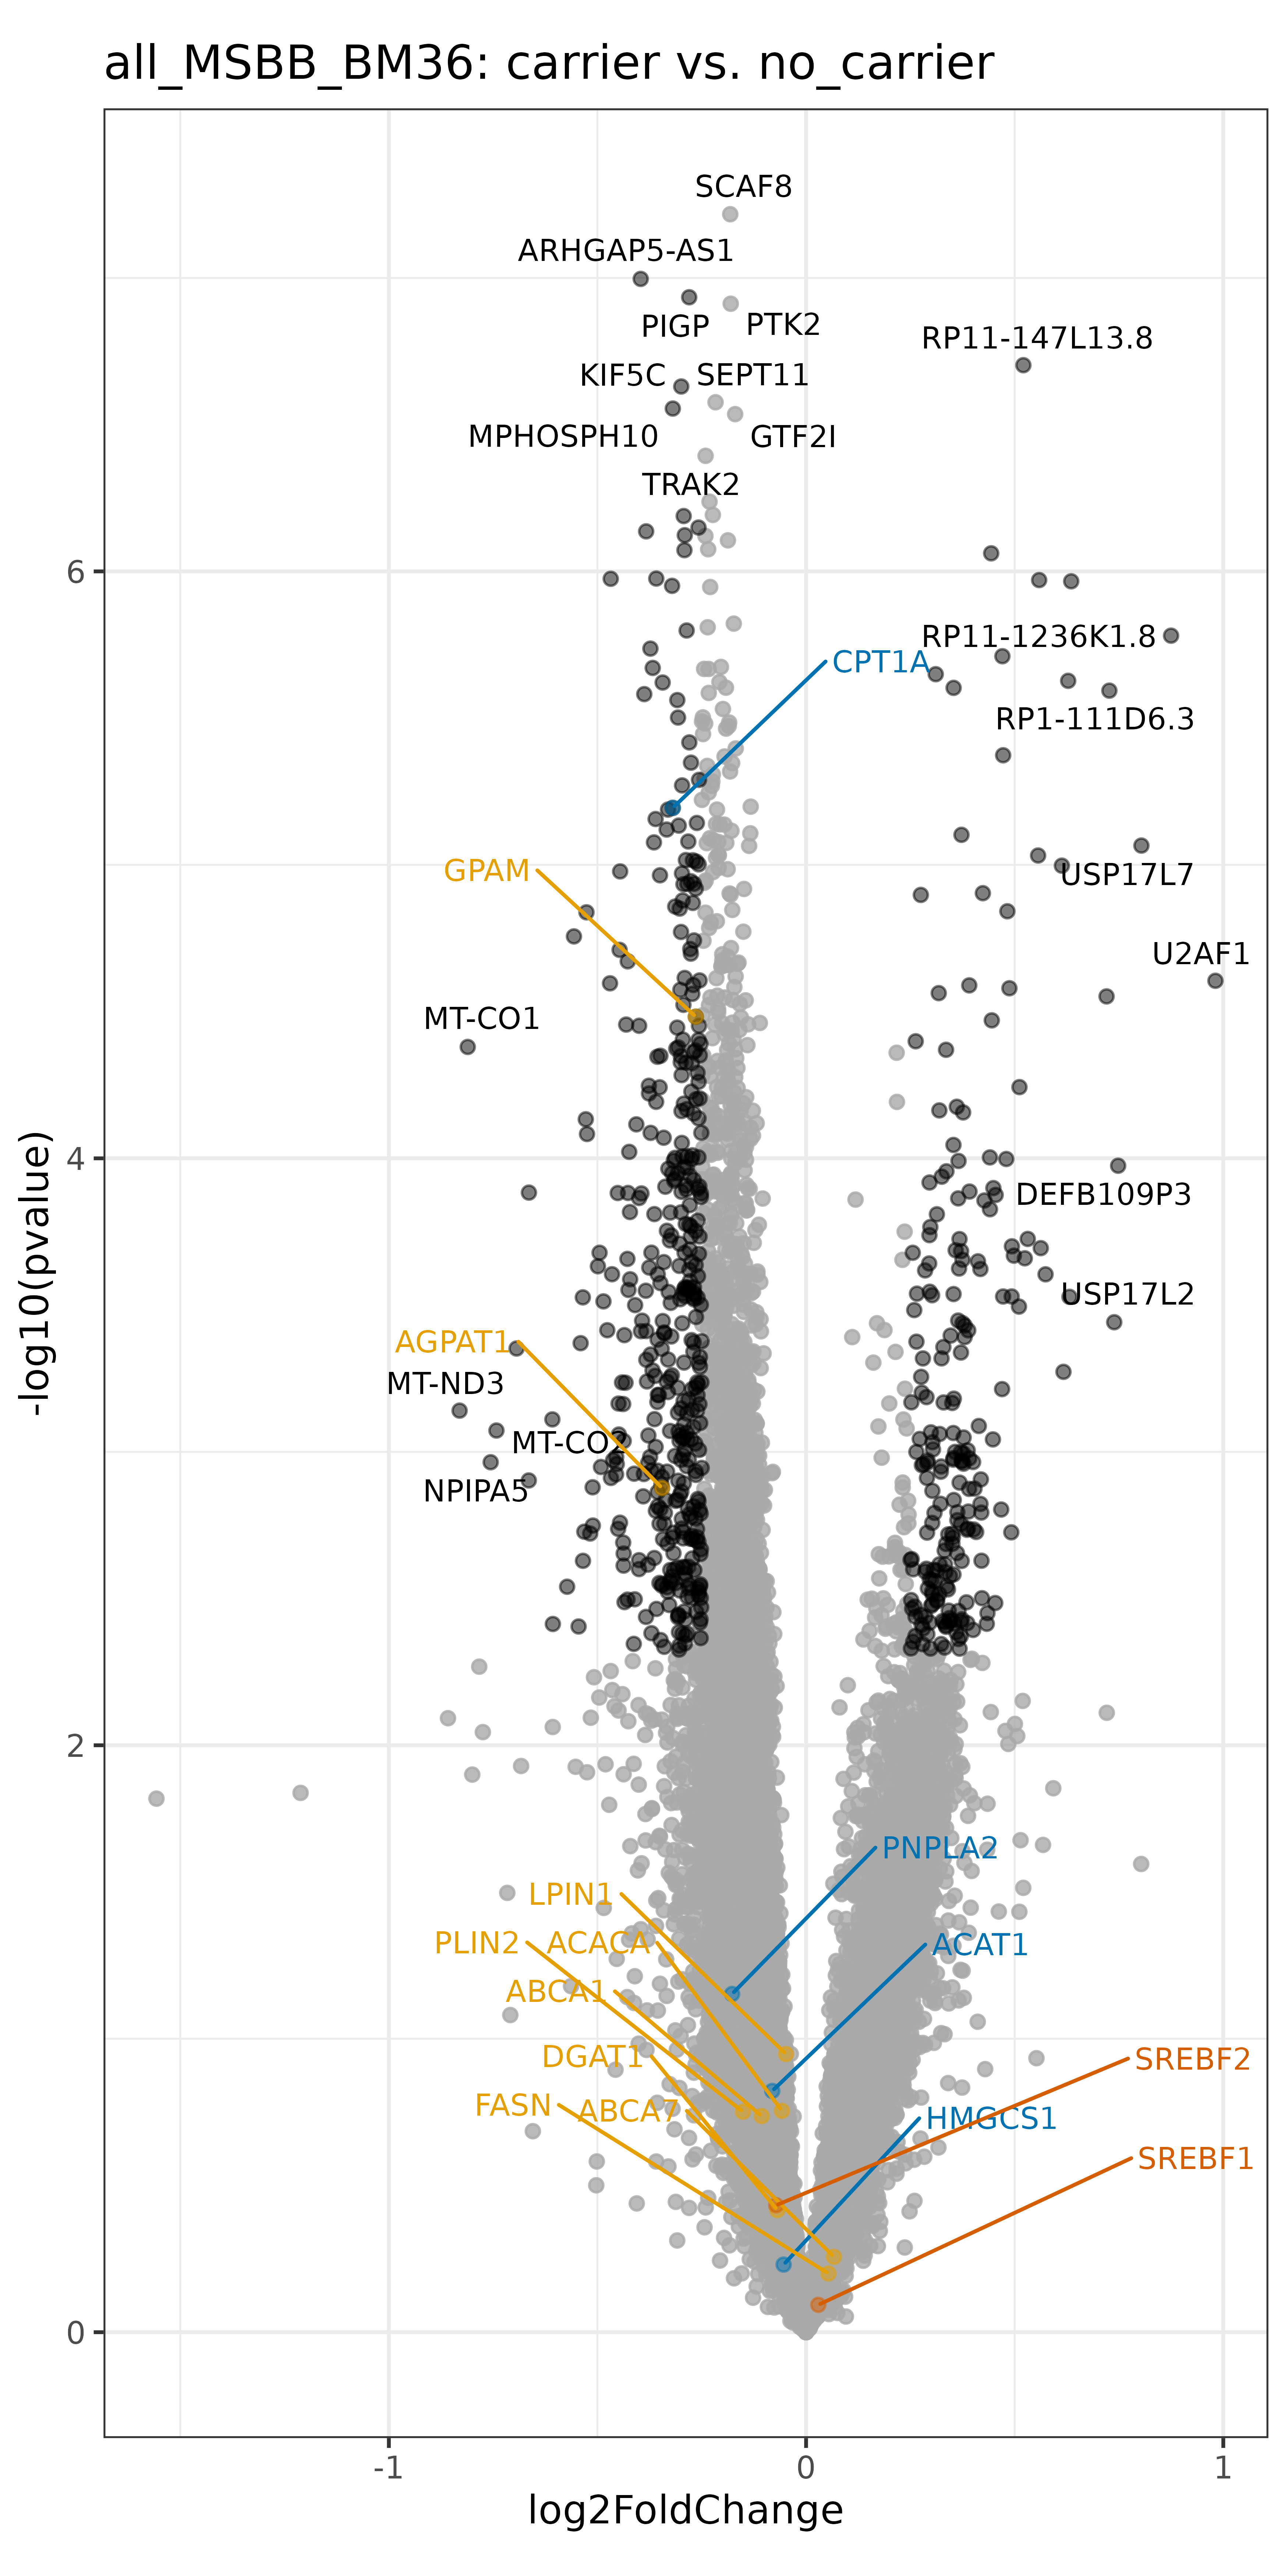 all_MSBB_BM36: carrier vs. no_carrier
SCAF8
ARHGAP5-AS1
PIGP
PTK2
RP11-147L13.8
KIF5C
SEPT11
MPHOSPH10
GTF2I
TRAK2
6
RP11-1236K1.8
CPT1A
RP1-111D6.3
GPAM
USP17L7
U2AF1
MT-CO1
-log10(pvalue)
4
DEFB109P3
USP17L2
AGPAT1
MT-ND3
MT-CO2
NPIPA5
2
PNPLA2
LPIN1
PLIN2
ACACA
ACAT1
ABCA1
DGAT1
SREBF2
FASN
ABCA7
HMGCS1
SREBF1
0
-1
0
1
log2FoldChange